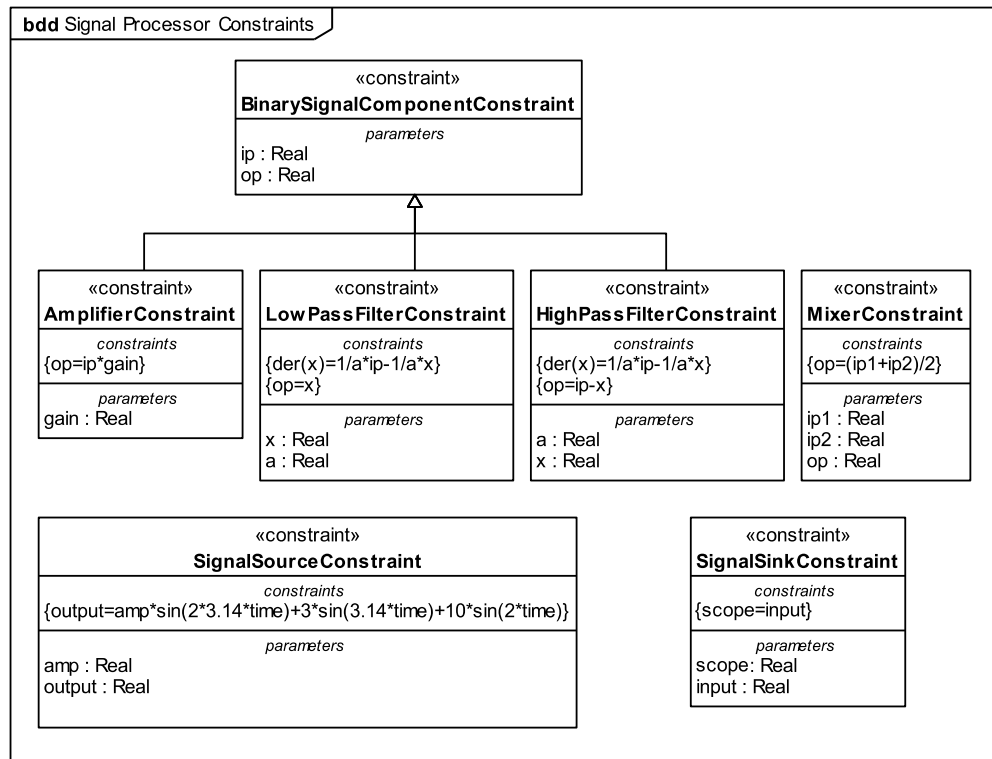 bdd Signal Processor Constraints
«constraint»
BinarySignalComponentConstraint
parameters
ip : Real
op : Real
«constraint»
AmplifierConstraint
constraints
{op=ip*gain}
parameters
gain : Real
«constraint»
LowPassFilterConstraint
constraints
{der(x)=1/a*ip-1/a*x}
{op=x}
parameters
x : Real
a : Real
«constraint»
HighPassFilterConstraint
constraints
{der(x)=1/a*ip-1/a*x}
{op=ip-x}
parameters
a : Real
x : Real
«constraint»
MixerConstraint
constraints
{op=(ip1+ip2)/2}
parameters
ip1 : Real
ip2 : Real
op : Real
«constraint»
SignalSourceConstraint
constraints
{output=amp*sin(2*3.14*time)+3*sin(3.14*time)+10*sin(2*time)}
parameters
amp : Real
output : Real
«constraint»
SignalSinkConstraint
constraints
{scope=input}
parameters
scope: Real
input : Real